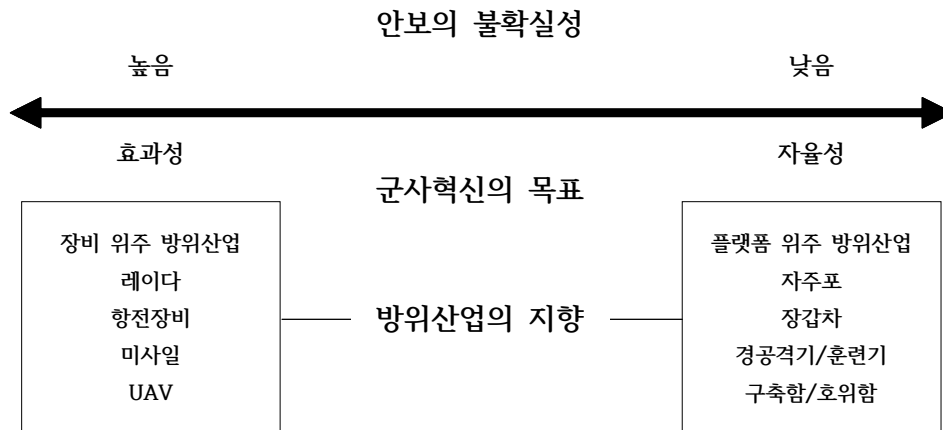 안보의 불확실성
높음 낮음
효과성 자율성
군사혁신의 목표
장비 위주 방위산업
레이다
항전장비
미사일
UAV
방위산업의 지향
플랫폼 위주 방위산업
자주포
장갑차
경공격기/훈련기
구축함/호위함